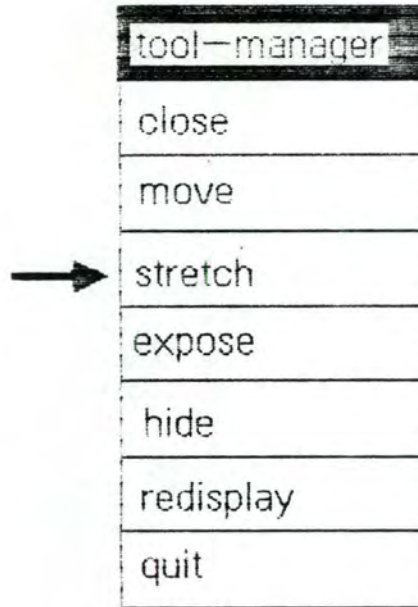 tool-manager
close
move
stretch
expose
hide
redisplay
quit